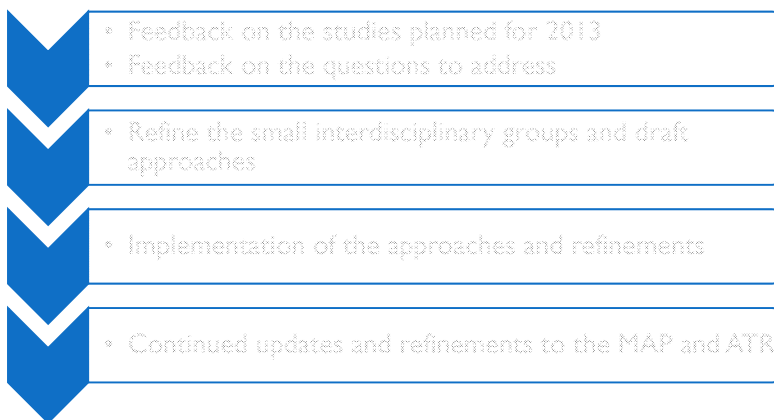 • Feedback on the studies planned for 2013
• Feedback on the questions to address
• Refine the small interdisciplinary groups and draft
approaches
• Implementation of the approaches and refinements
• Continued updates and refinements to the MAP and ATR